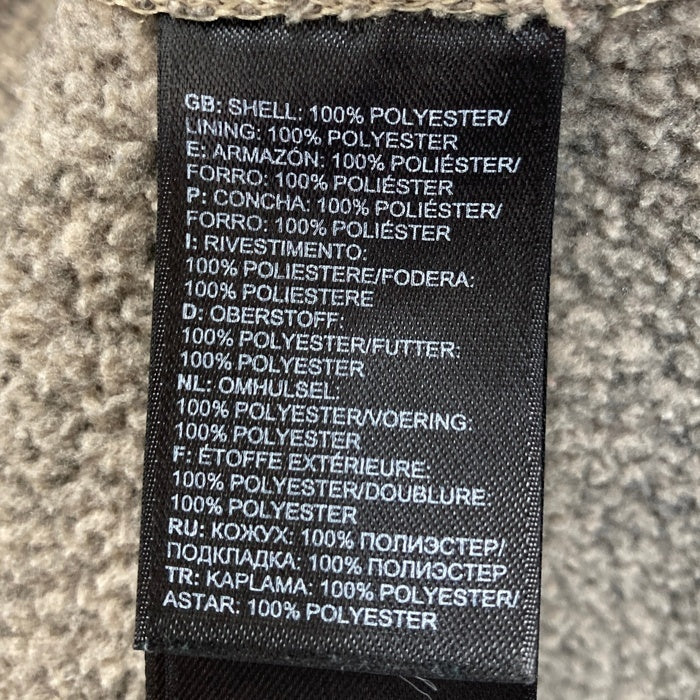 GB: SHELL: 100% POLYESTER/
LINING: 100% POLYESTER
E: ARMAZÓN: 100% POLIÉSTER/
FORRO: 100% POLIÉSTER
P: CONCHA: 100% POLIÉSTER/
FORRO: 100% POLIÉSTER
I: RIVESTIMENTO:
100% POLIESTERE/FODERA:
100% POLIESTERE
D: OBERSTOFF:
100% POLYESTER/FUTTER:
100% POLYESTER
NL: OMHULSEL:
100% POLYESTER/VOERING:
100% POLYESTER
F: ÉTOFFE EXTÉRIEURE:
100% POLYESTER/DOUBLURE:
100% POLYESTER
RU: КОЖУХ: 100% ПОЛИЭСТЕР/
ПОДКЛАДКА: 100% ПОЛИЭСТЕР
TR: KAPLAMA: 100% POLYESTER/
ASTAR: 100% POLYESTER